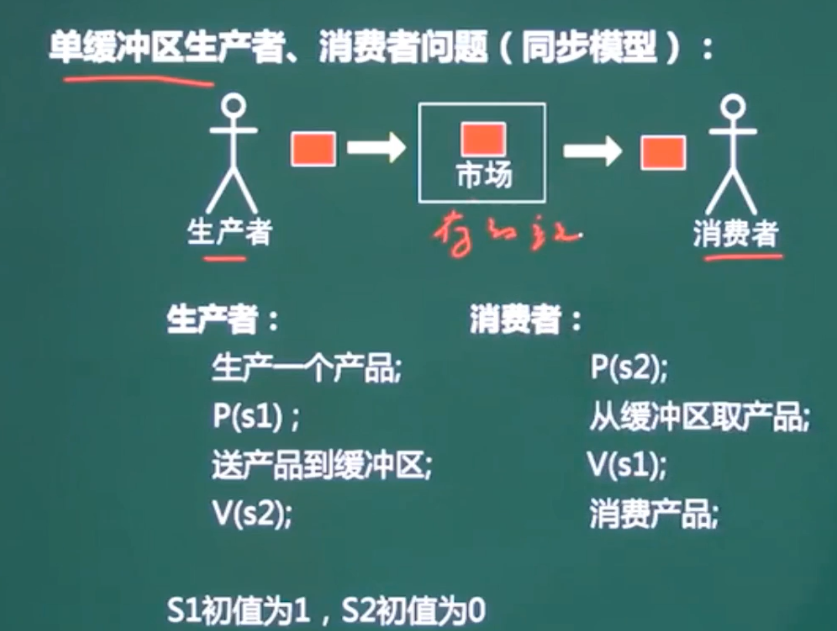 单缓冲区生产者、消费者问题（同步模型）：
市场
生产者
消费者
生产者：
生产一个产品;
P(s1)；
送产品到缓冲区;
V(s2);
消费者：
P(s2);
从缓冲区取产品;
V(s1);
消费产品;
S1初值为1，S2初值为0